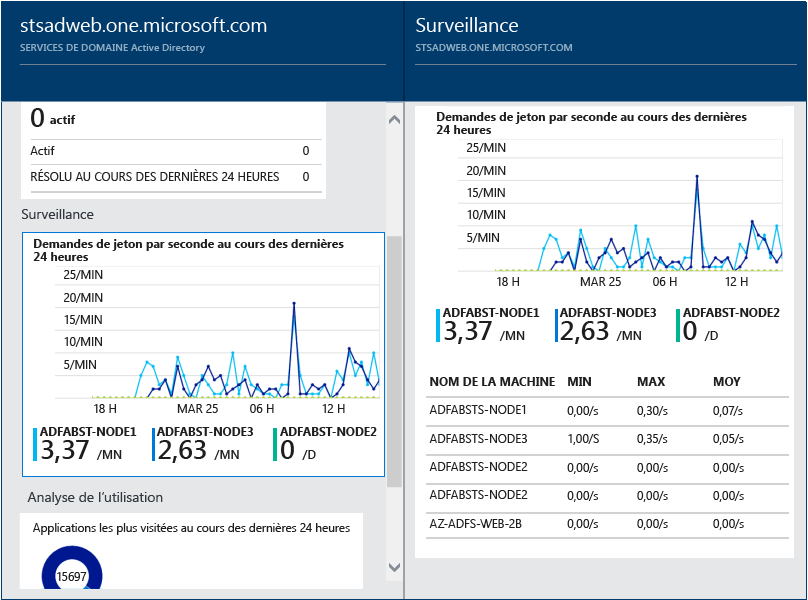 stsadweb.one.microsoft.com
SERVICES DE DOMAINE Active Directory
0 actif
Actif 0
RÉSOLU AU COURS DES DERNIÈRES 24 HEURES 0
Surveillance
Demandes de jeton par seconde au cours des dernières
24 heures
25/MIN
20/MIN
15/MIN
10/MIN
5/MIN
18 H MAR 25 06 H 12 H
ADFABST-NODE1 ADFABST-NODE3 ADFABST-NODE2
3,37 /MN 2,63 /MN 0 /D
Analyse de l'utilisation
Applications les plus visitées au cours des dernières 24 heures
15697
Surveillance
STSADWEB.ONE.MICROSOFT.COM
Demandes de jeton par seconde au cours des dernières
24 heures
25/MIN
20/MIN
15/MIN
10/MIN
5/MIN
18 H MAR 25 06 H 12 H
ADFABST-NODE1 ADFABST-NODE3 ADFABST-NODE2
3,37 /MN 2,63 /MN 0 /D
NOM DE LA MACHINE MIN MAX MOY
ADFABSTS-NODE1 0,00/s 0,30/s 0,07/s
ADFABSTS-NODE3 1,00/S 0,35/s 0,05/s
ADFABSTS-NODE2 0,00/s 0,00/s 0,00/s
ADFABSTS-NODE2 0,00/s 0,00/s 0,00/s
AZ-ADFS-WEB-2B 0,00/s 0,00/s 0,00/s